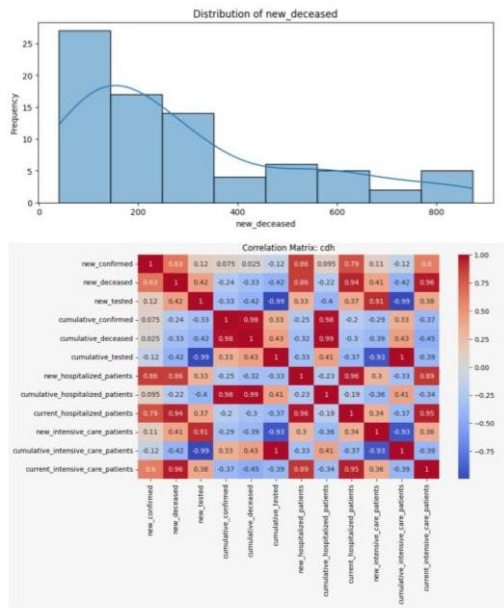 Distribution of new_deceased
25
20
15
10
5
0
Frequency
0 200 400 600 800
new_deceased
Correlation Matrix: cdh
new_confirmed 1 0.63 0.12 0.075 0.025 -0.12 0.86 0.095 0.79 0.11 -0.12 0.6
new_deceased 0.63 1 0.42 -0.24 -0.33 -0.42 0.86 -0.22 0.94 0.41 -0.42 0.96
new_tested 0.12 0.42 1 -0.33 -0.42 -0.99 0.33 -0.4 0.37 0.91 -0.99 0.38
cumulative_confirmed 0.075 -0.24 -0.33 1 0.98 0.33 -0.25 0.98 -0.2 -0.29 0.33 -0.37
cumulative_deceased 0.025 -0.33 -0.42 0.98 1 0.43 -0.32 0.99 -0.3 -0.39 0.43 -0.45
cumulative_tested -0.12 -0.42 -0.99 0.33 0.43 1 -0.33 0.41 -0.37 -0.93 1 -0.39
new_hospitalized_patients 0.86 0.86 0.33 -0.25 -0.32 -0.33 1 -0.23 0.96 0.3 -0.33 0.89
cumulative_hospitalized_patients 0.095 -0.22 -0.4 0.98 0.99 0.41 -0.23 1 -0.19 -0.36 0.41 -0.34
current_hospitalized_patients 0.79 0.94 0.37 -0.2 -0.3 -0.37 0.96 -0.19 1 0.34 -0.37 0.95
new_intensive_care_patients 0.11 0.41 0.91 -0.29 -0.39 -0.93 0.3 -0.36 0.34 1 -0.93 0.36
cumulative_intensive_care_patients -0.12 -0.42 -0.99 0.33 0.43 1 -0.33 0.41 -0.37 -0.93 1 -0.39
current_intensive_care_patients 0.6 0.96 0.38 -0.37 -0.45 -0.39 0.89 -0.34 0.95 0.36 -0.39 1
new_confirmed
new_deceased
new_tested
cumulative_confirmed
cumulative_deceased
cumulative_tested
new_hospitalized_patients
cumulative_hospitalized_patients
current_hospitalized_patients
new_intensive_care_patients
cumulative_intensive_care_patients
current_intensive_care_patients
0.75
0.50
0.25
0.00
-0.25
-0.50
-0.75